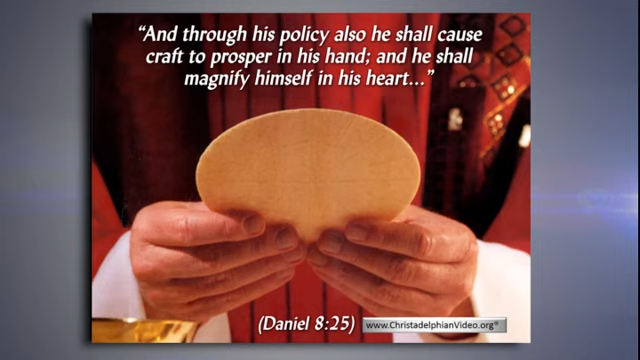 “And through his policy also he shall cause
craft to prosper in his hand; and he shall
magnify himself in his heart...”
(Daniel 8:25)
www.ChristadelphianVideo.org®